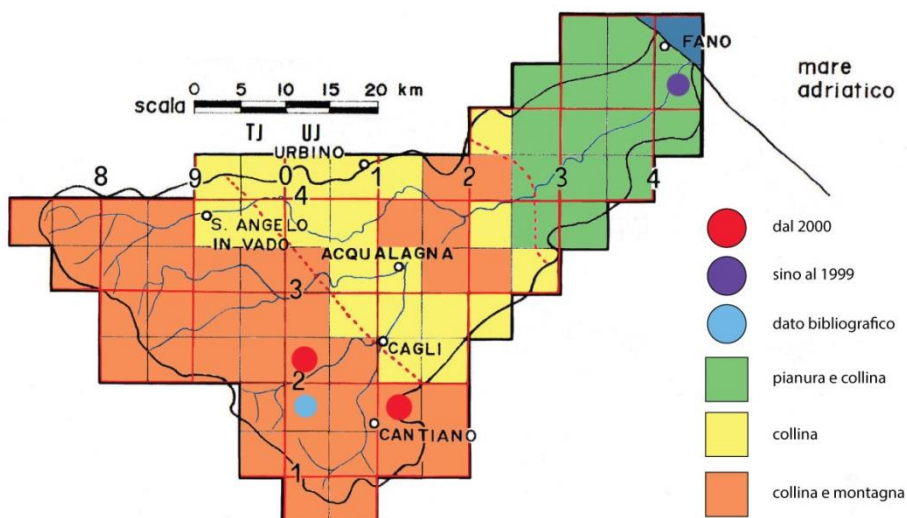 FANO
mare
adriatico
scala
0 5 10 15 20 km
TJ UJ
URBINO
8 9 0 1 2 3 4
4
S. ANGELO
IN VADO
ACQUALAGNA
3
CAGLI
2
CANTIANO
1
dal 2000
sino al 1999
dato bibliografico
pianura e collina
collina
collina e montagna